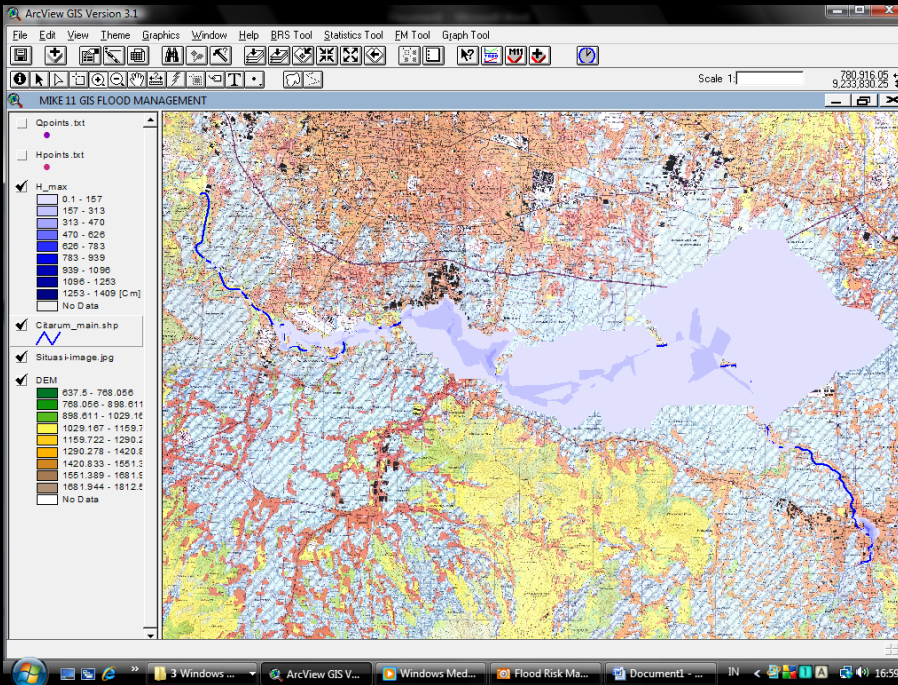 ArcView GIS Version 3.1
File Edit View Theme Graphics Window Help BRS Tool Statistics Tool FM Tool Graph Tool
Scale 1:
780,916.05
9,233,830.25
MIKE 11 GIS FLOOD MANAGEMENT
Qpoints.txt
Hpoints.txt
H_max
0.1 - 157
157 - 313
313 - 470
470 - 626
626 - 783
783 - 939
939 - 1096
1096 - 1253
1253 - 1409 [Cm]
No Data
Citarum_main.shp
Situasi-image.jpg
DEM
637.5 - 768.056
768.056 - 898.611
898.611 - 1029.16
1029.167 - 1159.7
1159.722 - 1290.2
1290.278 - 1420.8
1420.833 - 1551.3
1551.389 - 1681.9
1681.944 - 1812.5
No Data
3 Windows ... ArcView GIS V... Windows Med... Flood Risk Ma... Document1 - ... IN 16:59